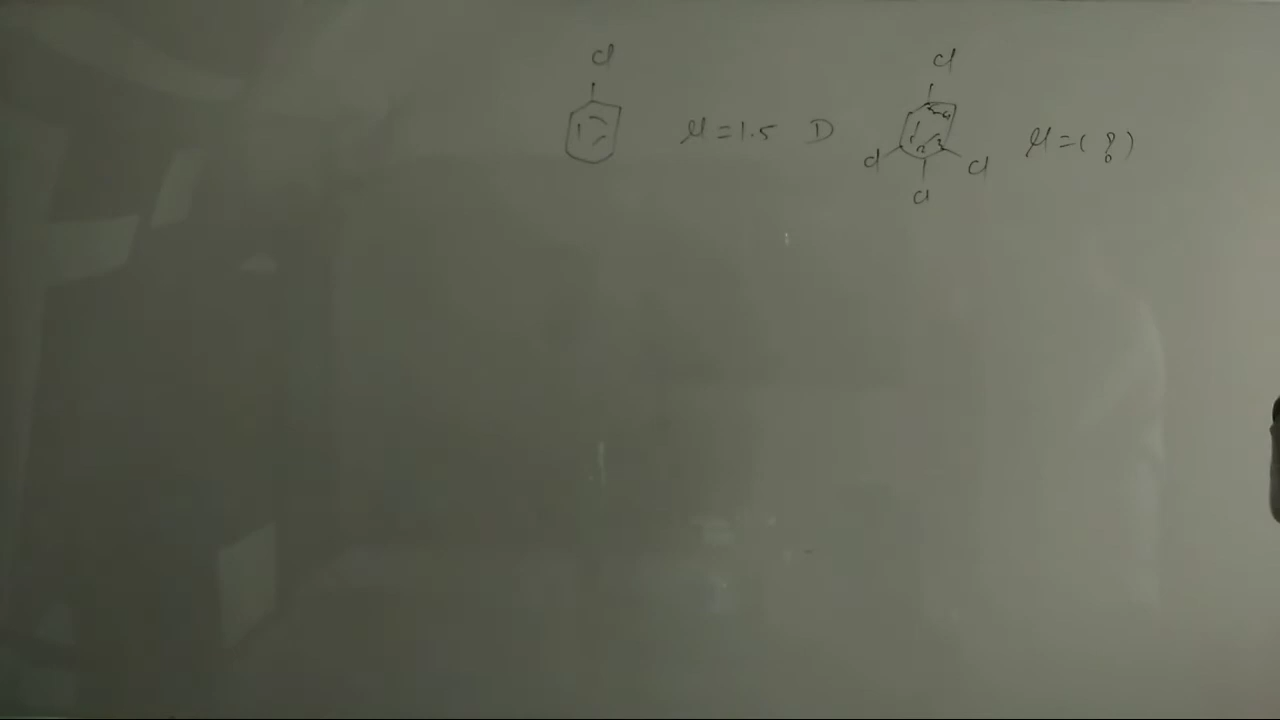 Cl Cl
μ = 1.5 D μ = (?)
Cl Cl
Cl